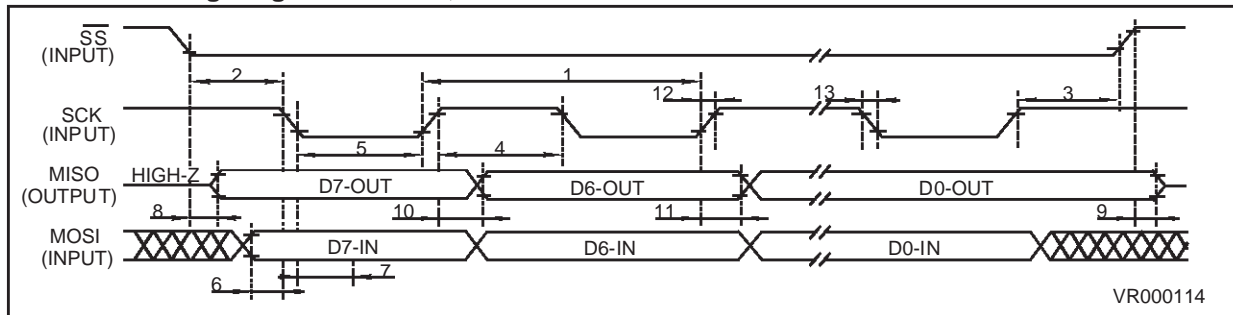 SS
(INPUT)
2
1
SCK
(INPUT)
12
13
3
5
4
MISO
(OUTPUT)
HIGH-Z
D7-OUT
D6-OUT
D0-OUT
8
10
11
9
MOSI
(INPUT)
D7-IN
D6-IN
D0-IN
6
7
VR000114